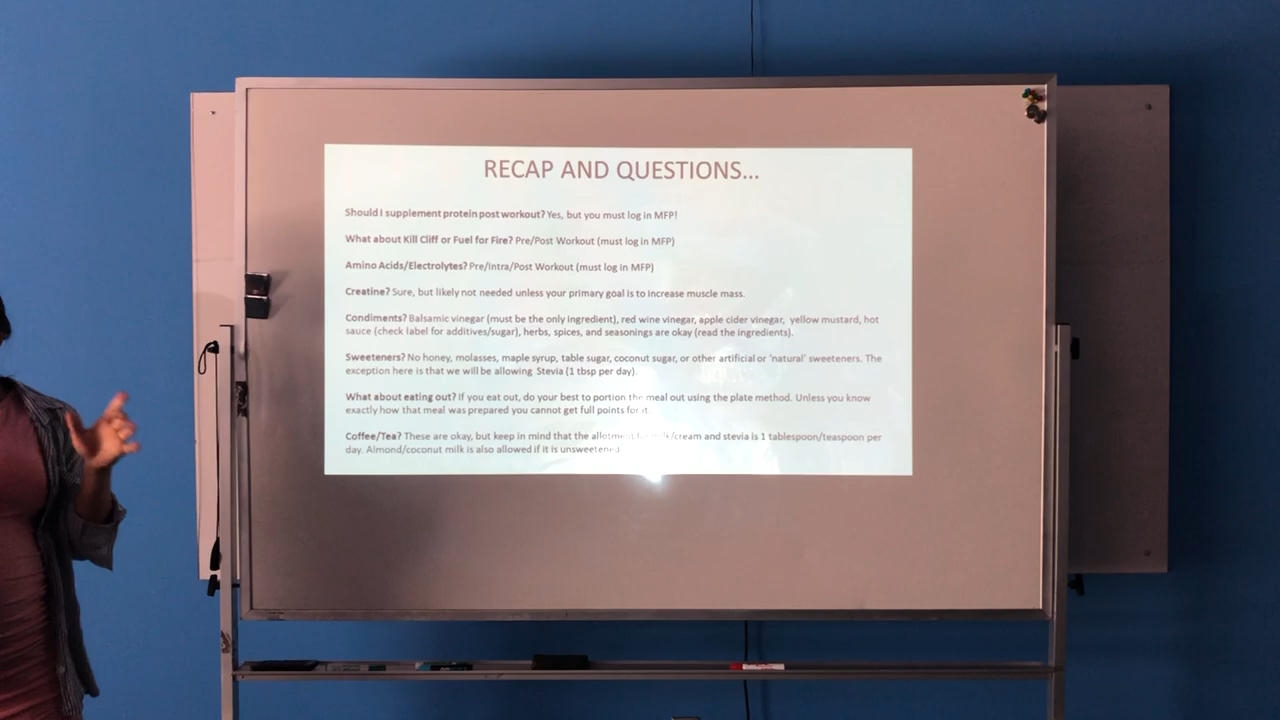 RECAP AND QUESTIONS...
Should I supplement protein post workout? Yes, but you must log in MFP!
What about Kill Cliff or Fuel for Fire? Pre/Post Workout (must log in MFP)
Amino Acids/Electrolytes? Pre/Intra/Post Workout (must log in MFP)
Creatine? Sure, but likely not needed unless your primary goal is to increase muscle mass.
Condiments? Balsamic vinegar (must be the only ingredient), red wine vinegar, apple cider vinegar, yellow mustard, hot
sauce (check label for additives/sugar), herbs, spices, and seasonings are okay (read the ingredients).
Sweeteners? No honey, molasses, maple syrup, table sugar, coconut sugar, or other artificial or 'natural' sweeteners. The
exception here is that we will be allowing Stevia (1 tbsp per day).
What about eating out? If you eat out, do your best to portion the meal out using the plate method. Unless you know
exactly how that meal was prepared you cannot get full points for it.
Coffee/Tea? These are okay, but keep in mind that the allotment for milk/cream and stevia is 1 tablespoon/teaspoon per
day. Almond/coconut milk is also allowed if it is unsweetened